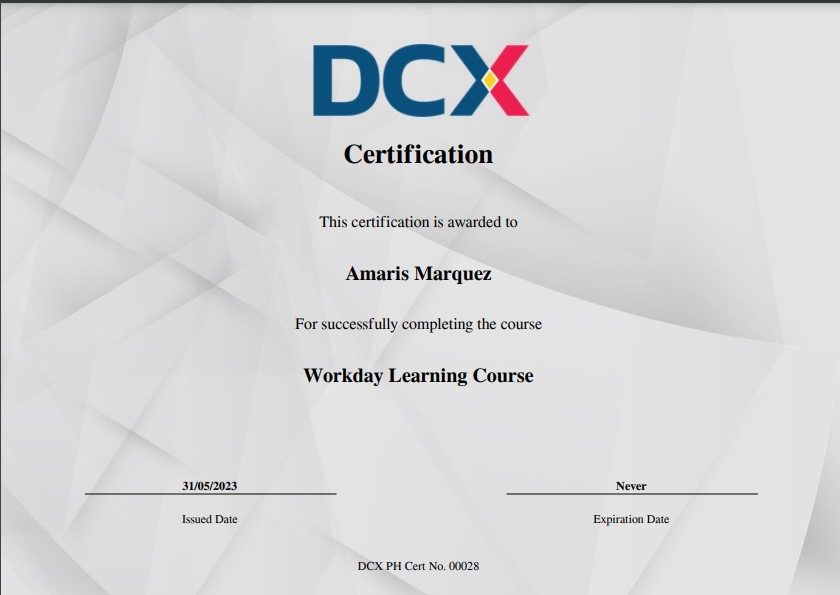 DCX
Certification
This certification is awarded to
Amaris Marquez
For successfully completing the course
Workday Learning Course
31/05/2023
Issued Date
Never
Expiration Date
DCX PH Cert No. 00028